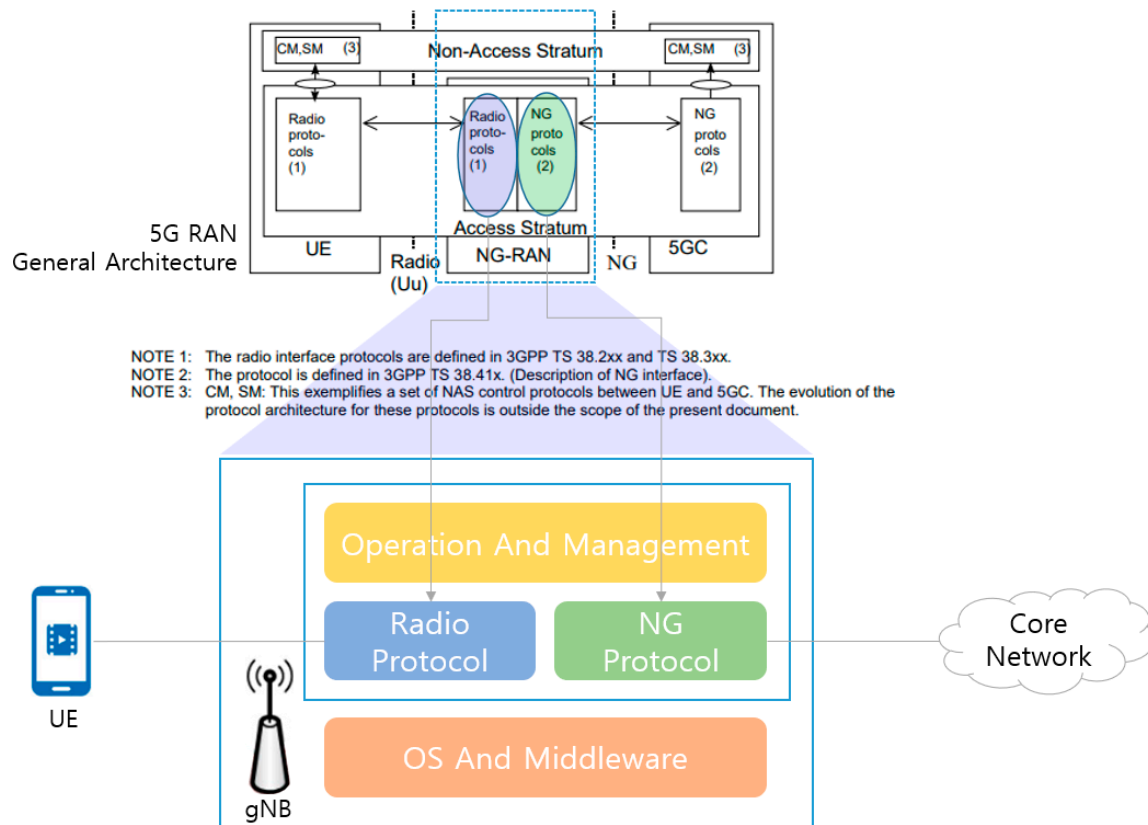 CM,SM (3)
Non-Access Stratum
CM,SM (3)
Radio
proto-
cols
(1)
Radio
proto-
cols
(1)
NG
proto
cols
(2)
NG
proto
cols
(2)
Access Stratum
5G RAN
General Architecture
UE
Radio
(Uu)
NG-RAN
NG
5GC
NOTE 1: The radio interface protocols are defined in 3GPP TS 38.2xx and TS 38.3xx.
NOTE 2: The protocol is defined in 3GPP TS 38.41x. (Description of NG interface).
NOTE 3: CM, SM: This exemplifies a set of NAS control protocols between UE and 5GC. The evolution of the
protocol architecture for these protocols is outside the scope of the present document.
Operation And Management
Radio
Protocol
NG
Protocol
Core
Network
UE
OS And Middleware
gNB